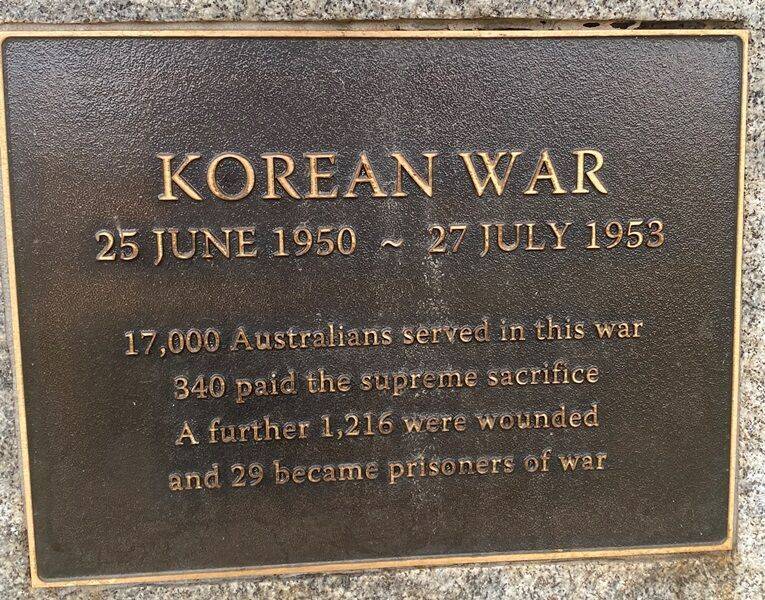 KOREAN WAR
25 JUNE 1950 ~ 27 JULY 1953
17,000 Australians served in this war
340 paid the supreme sacrifice
A further 1,216 were wounded
and 29 became prisoners of war